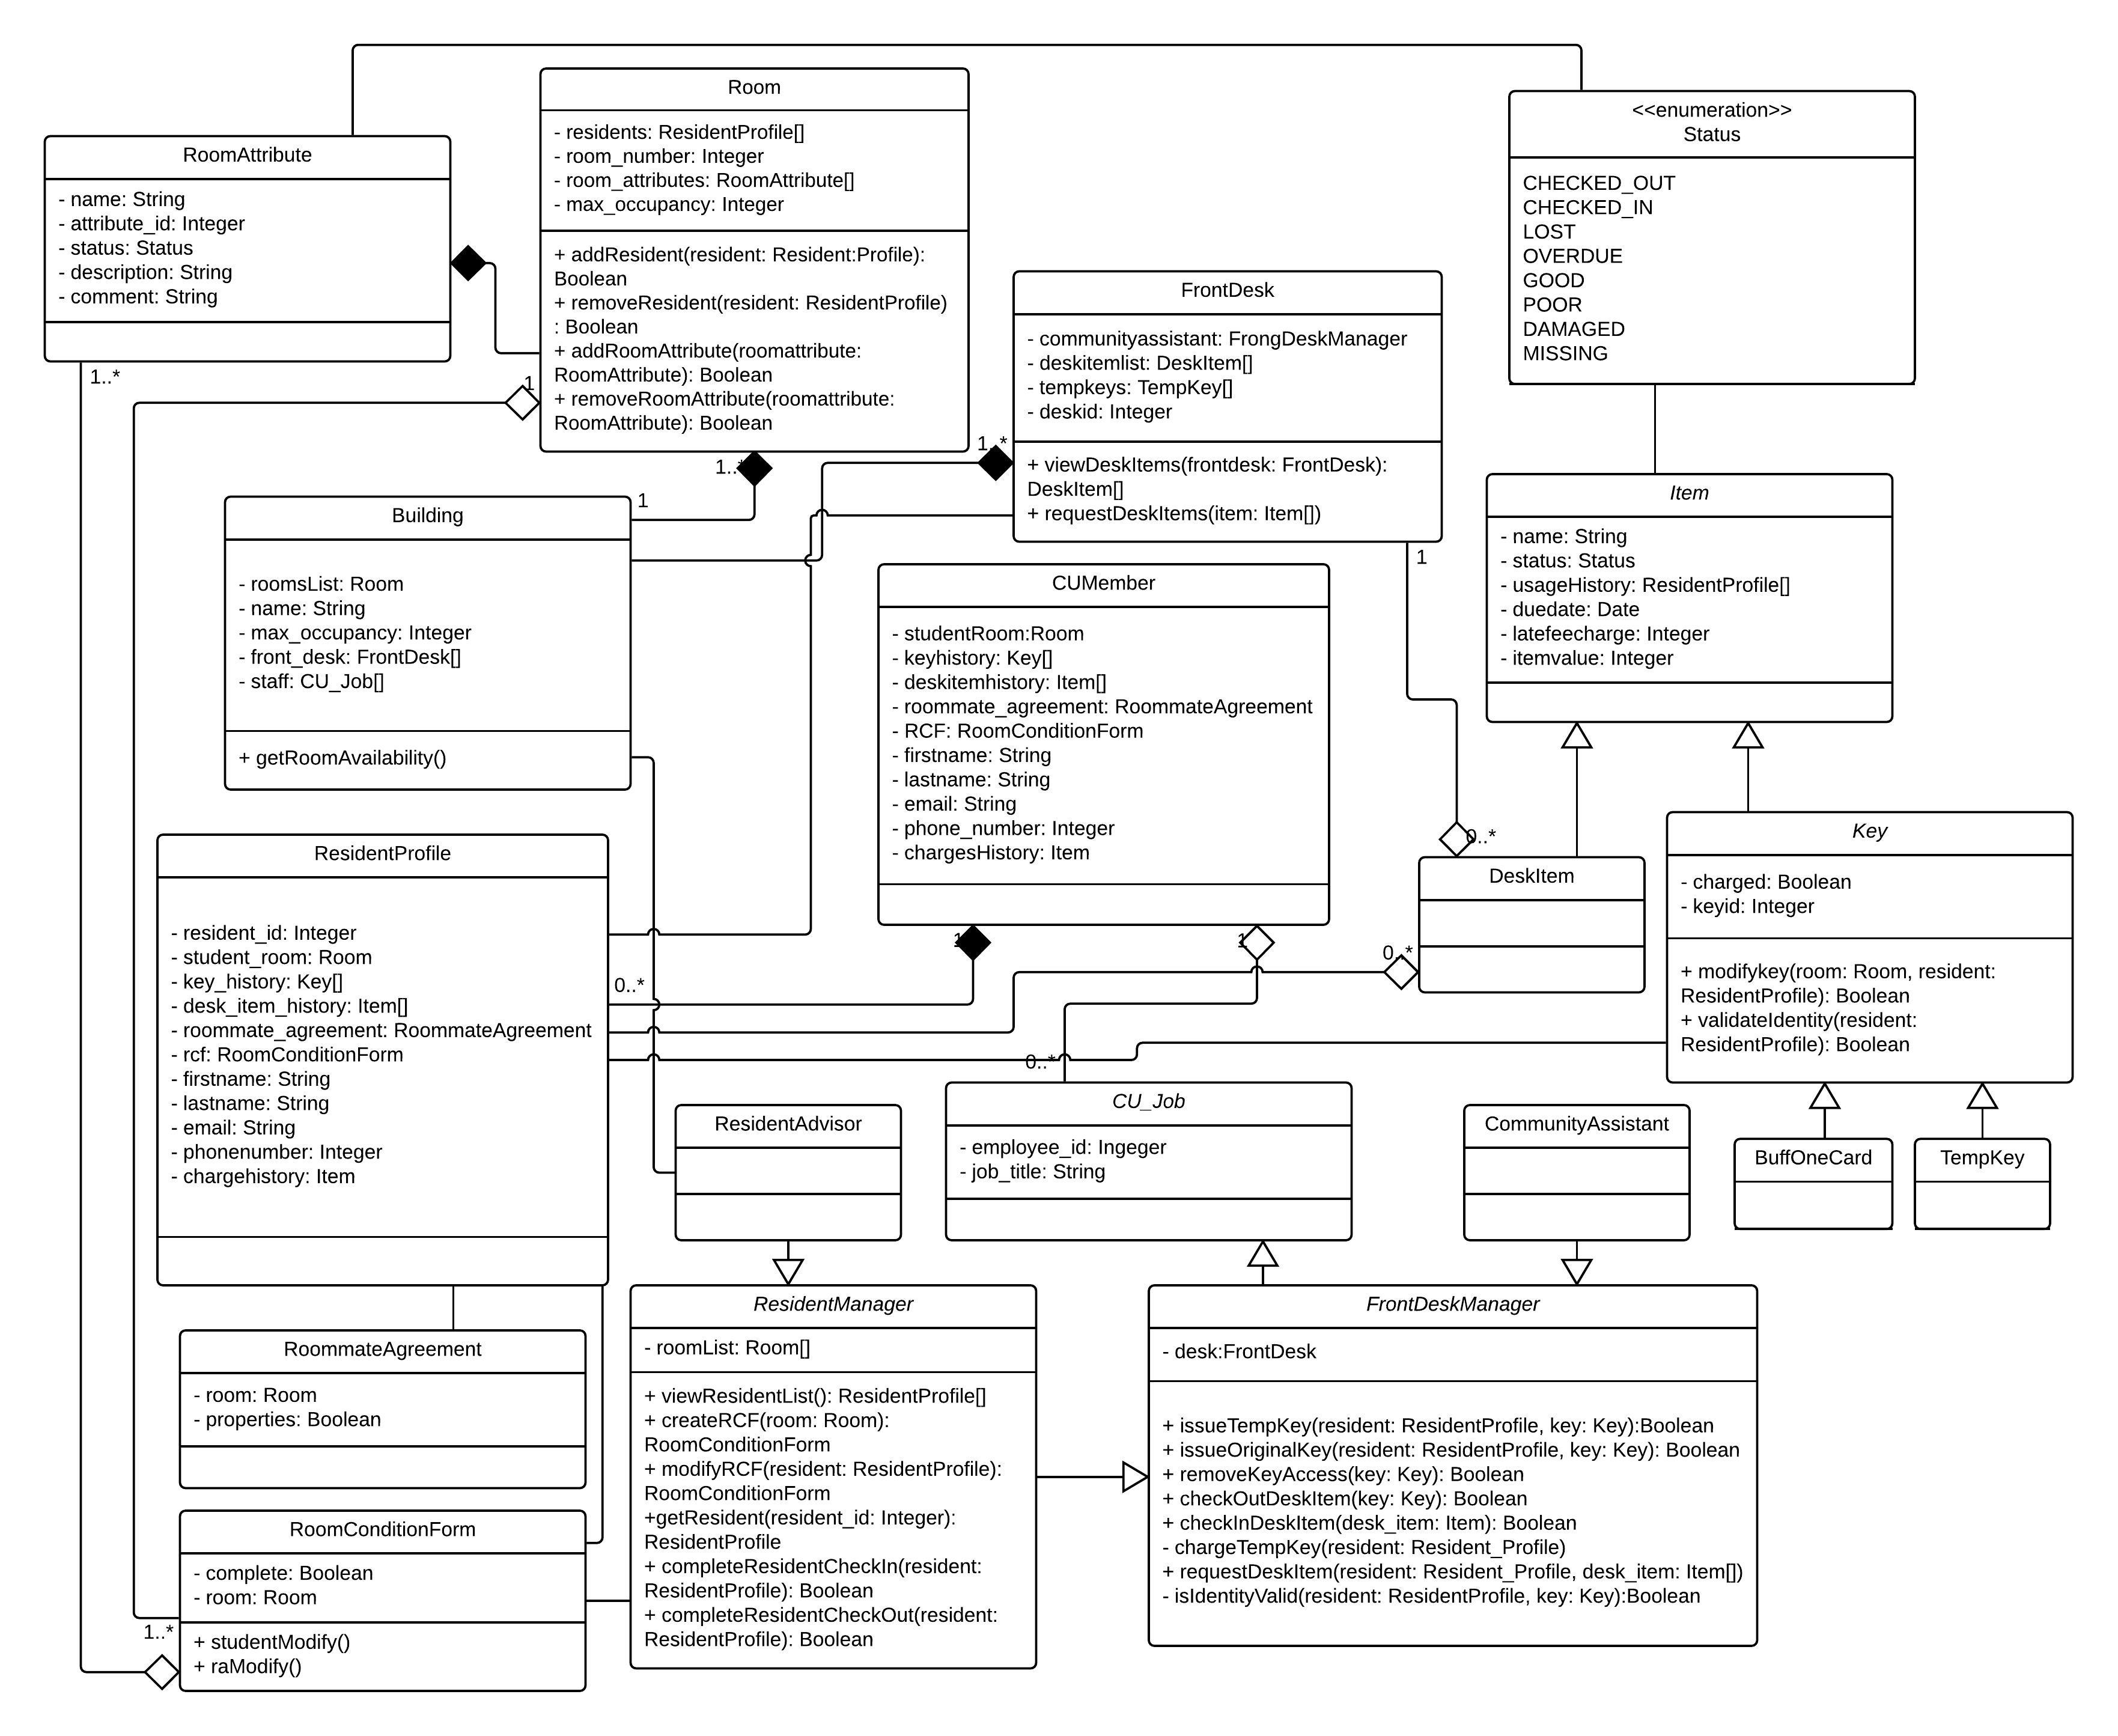 Room
- residents: ResidentProfile[]
- room_number: Integer
- room_attributes: RoomAttribute[]
- max_occupancy: Integer
+ addResident(resident: Resident:Profile):
Boolean
+ removeResident(resident: ResidentProfile)
: Boolean
+ addRoomAttribute(roomattribute:
RoomAttribute): Boolean
+ removeRoomAttribute(roomattribute:
RoomAttribute): Boolean
<<enumeration>>
Status
CHECKED_OUT
CHECKED_IN
LOST
OVERDUE
GOOD
POOR
DAMAGED
MISSING
RoomAttribute
- name: String
- attribute_id: Integer
- status: Status
- description: String
- comment: String
1..*
1
FrontDesk
- communityassistant: FrongDeskManager
- deskitemlist: DeskItem[]
- tempkeys: TempKey[]
- deskid: Integer
+ viewDeskItems(frontdesk: FrontDesk):
DeskItem[]
+ requestDeskItems(item: Item[])
1..*
1..*
1
1
Building
- roomsList: Room
- name: String
- max_occupancy: Integer
- front_desk: FrontDesk[]
- staff: CU_Job[]
+ getRoomAvailability()
Item
- name: String
- status: Status
- usageHistory: ResidentProfile[]
- duedate: Date
- latefeecharge: Integer
- itemvalue: Integer
CUMember
- studentRoom:Room
- keyhistory: Key[]
- deskitemhistory: Item[]
- roommate_agreement: RoommateAgreement
- RCF: RoomConditionForm
- firstname: String
- lastname: String
- email: String
- phone_number: Integer
- chargesHistory: Item
1
1
0..*
0..*
DeskItem
Key
- charged: Boolean
- keyid: Integer
+ modifykey(room: Room, resident:
ResidentProfile): Boolean
+ validateIdentity(resident:
ResidentProfile): Boolean
ResidentProfile
- resident_id: Integer
- student_room: Room
- key_history: Key[]
- desk_item_history: Item[]
- roommate_agreement: RoommateAgreement
- rcf: RoomConditionForm
- firstname: String
- lastname: String
- email: String
- phonenumber: Integer
- chargehistory: Item
0..*
0..*
ResidentAdvisor
CU_Job
- employee_id: Ingeger
- job_title: String
CommunityAssistant
BuffOneCard
TempKey
RoommateAgreement
- room: Room
- properties: Boolean
RoomConditionForm
- complete: Boolean
- room: Room
+ studentModify()
+ raModify()
1..*
ResidentManager
- roomList: Room[]
+ viewResidentList(): ResidentProfile[]
+ createRCF(room: Room):
RoomConditionForm
+ modifyRCF(resident: ResidentProfile):
RoomConditionForm
+getResident(resident_id: Integer):
ResidentProfile
+ completeResidentCheckIn(resident:
ResidentProfile): Boolean
+ completeResidentCheckOut(resident:
ResidentProfile): Boolean
FrontDeskManager
- desk:FrontDesk
+ issueTempKey(resident: ResidentProfile, key: Key):Boolean
+ issueOriginalKey(resident: ResidentProfile, key: Key): Boolean
+ removeKeyAccess(key: Key): Boolean
+ checkOutDeskItem(key: Key): Boolean
+ checkInDeskItem(desk_item: Item): Boolean
- chargeTempKey(resident: Resident_Profile)
+ requestDeskItem(resident: Resident_Profile, desk_item: Item[])
- isIdentityValid(resident: ResidentProfile, key: Key):Boolean